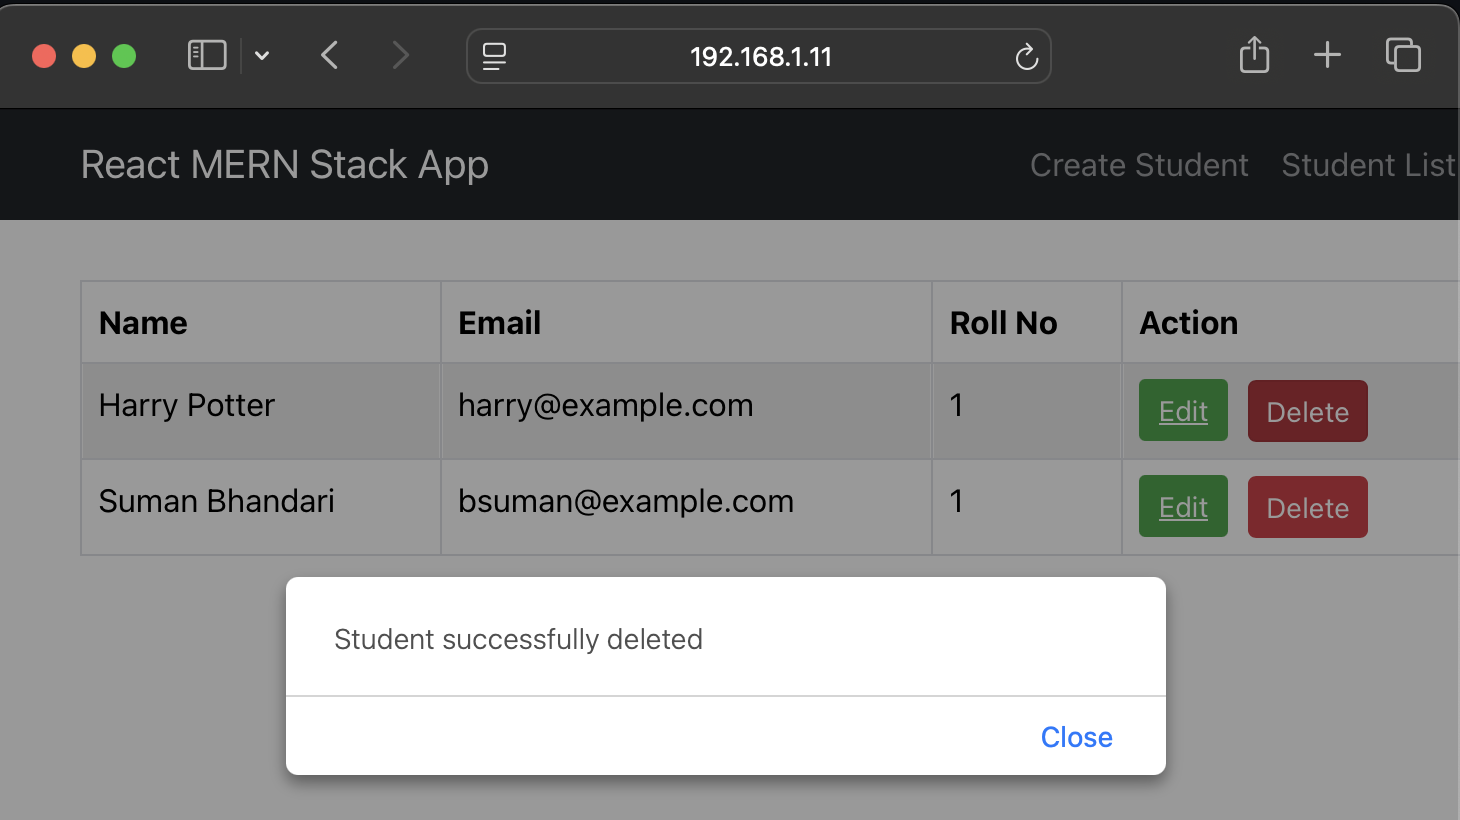 192.168.1.11
React MERN Stack App Create Student Student List
Name Email Roll No Action
Harry Potter harry@example.com 1 Edit Delete
Suman Bhandari bsuman@example.com 1 Edit Delete
Student successfully deleted
Close